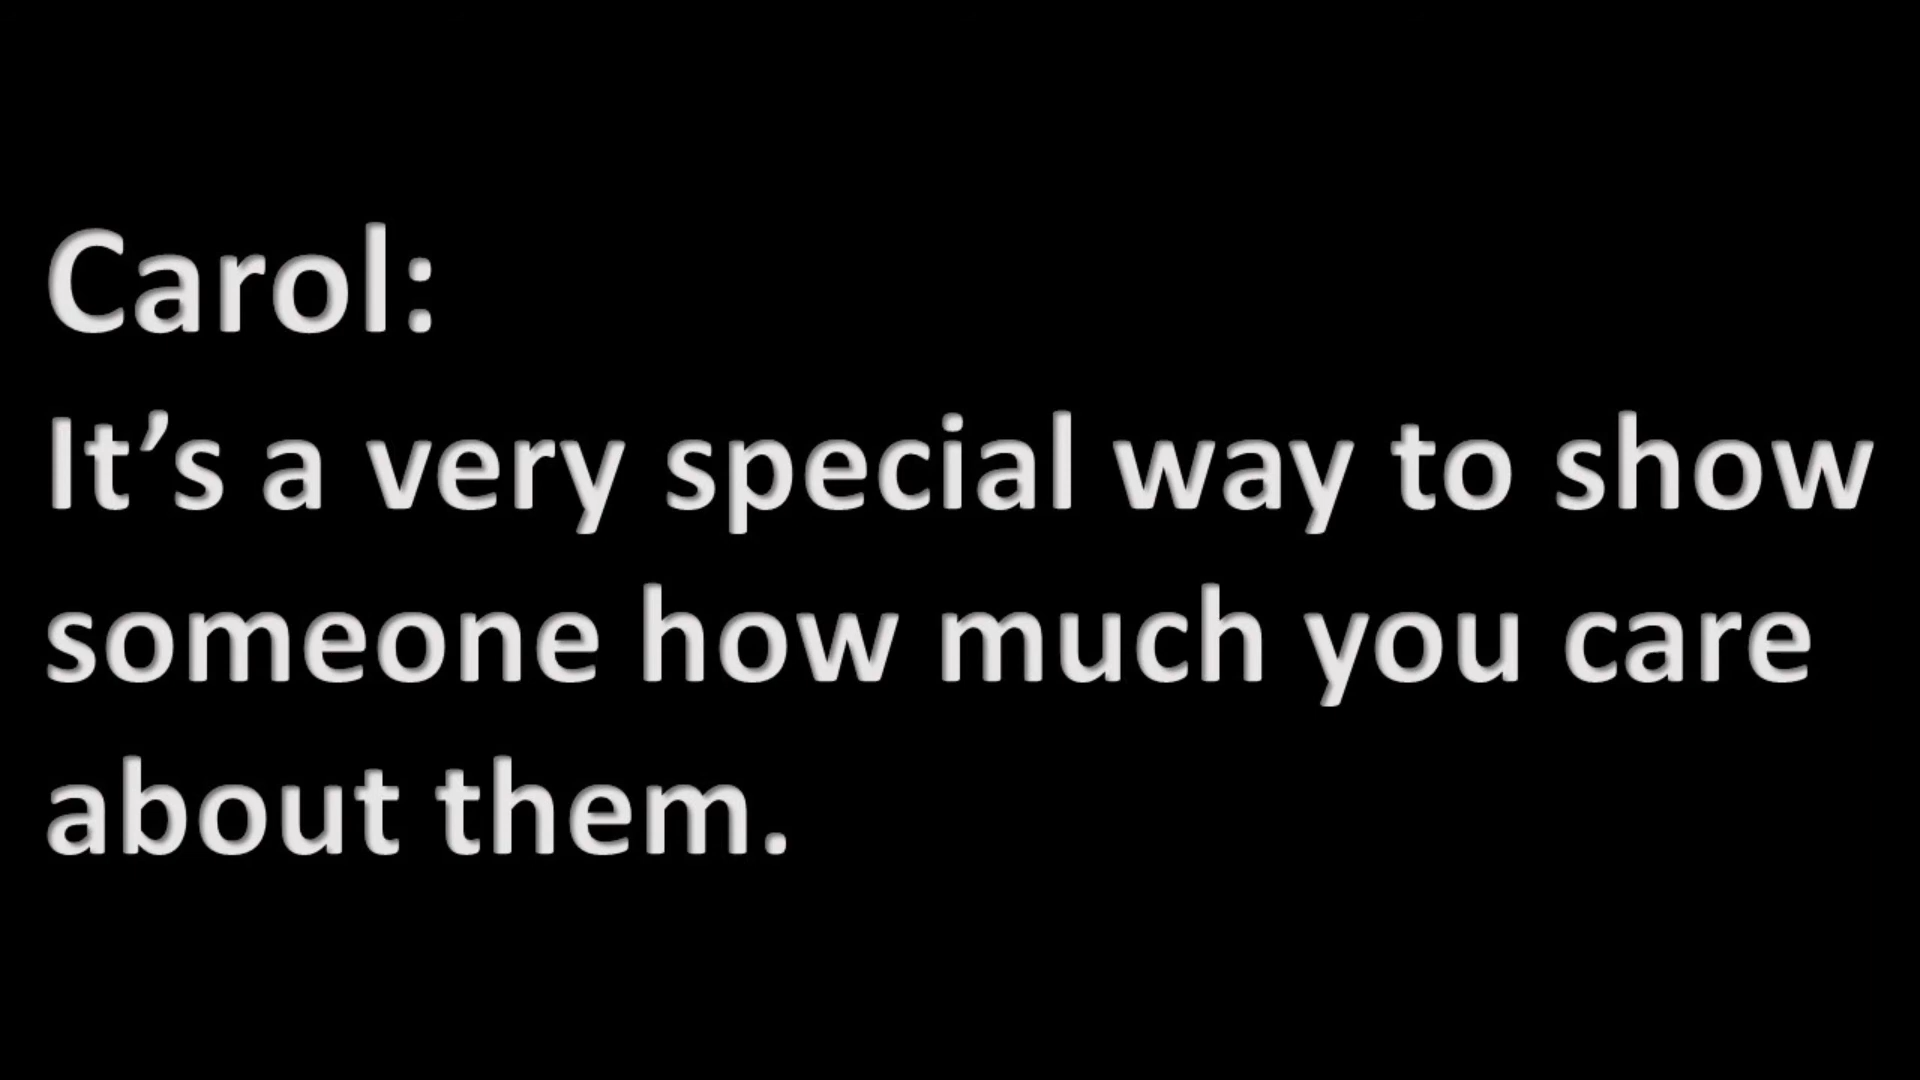 Carol:
It’s a very special way to show
someone how much you care
about them.